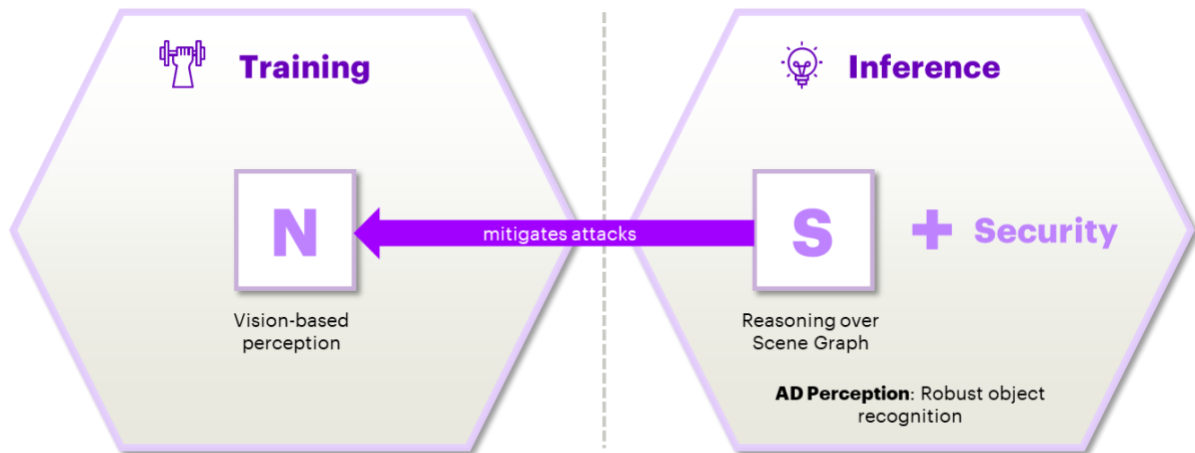 Training
Inference
N
mitigates attacks
S
+ Security
Vision-based
perception
Reasoning over
Scene Graph
AD Perception: Robust object
recognition